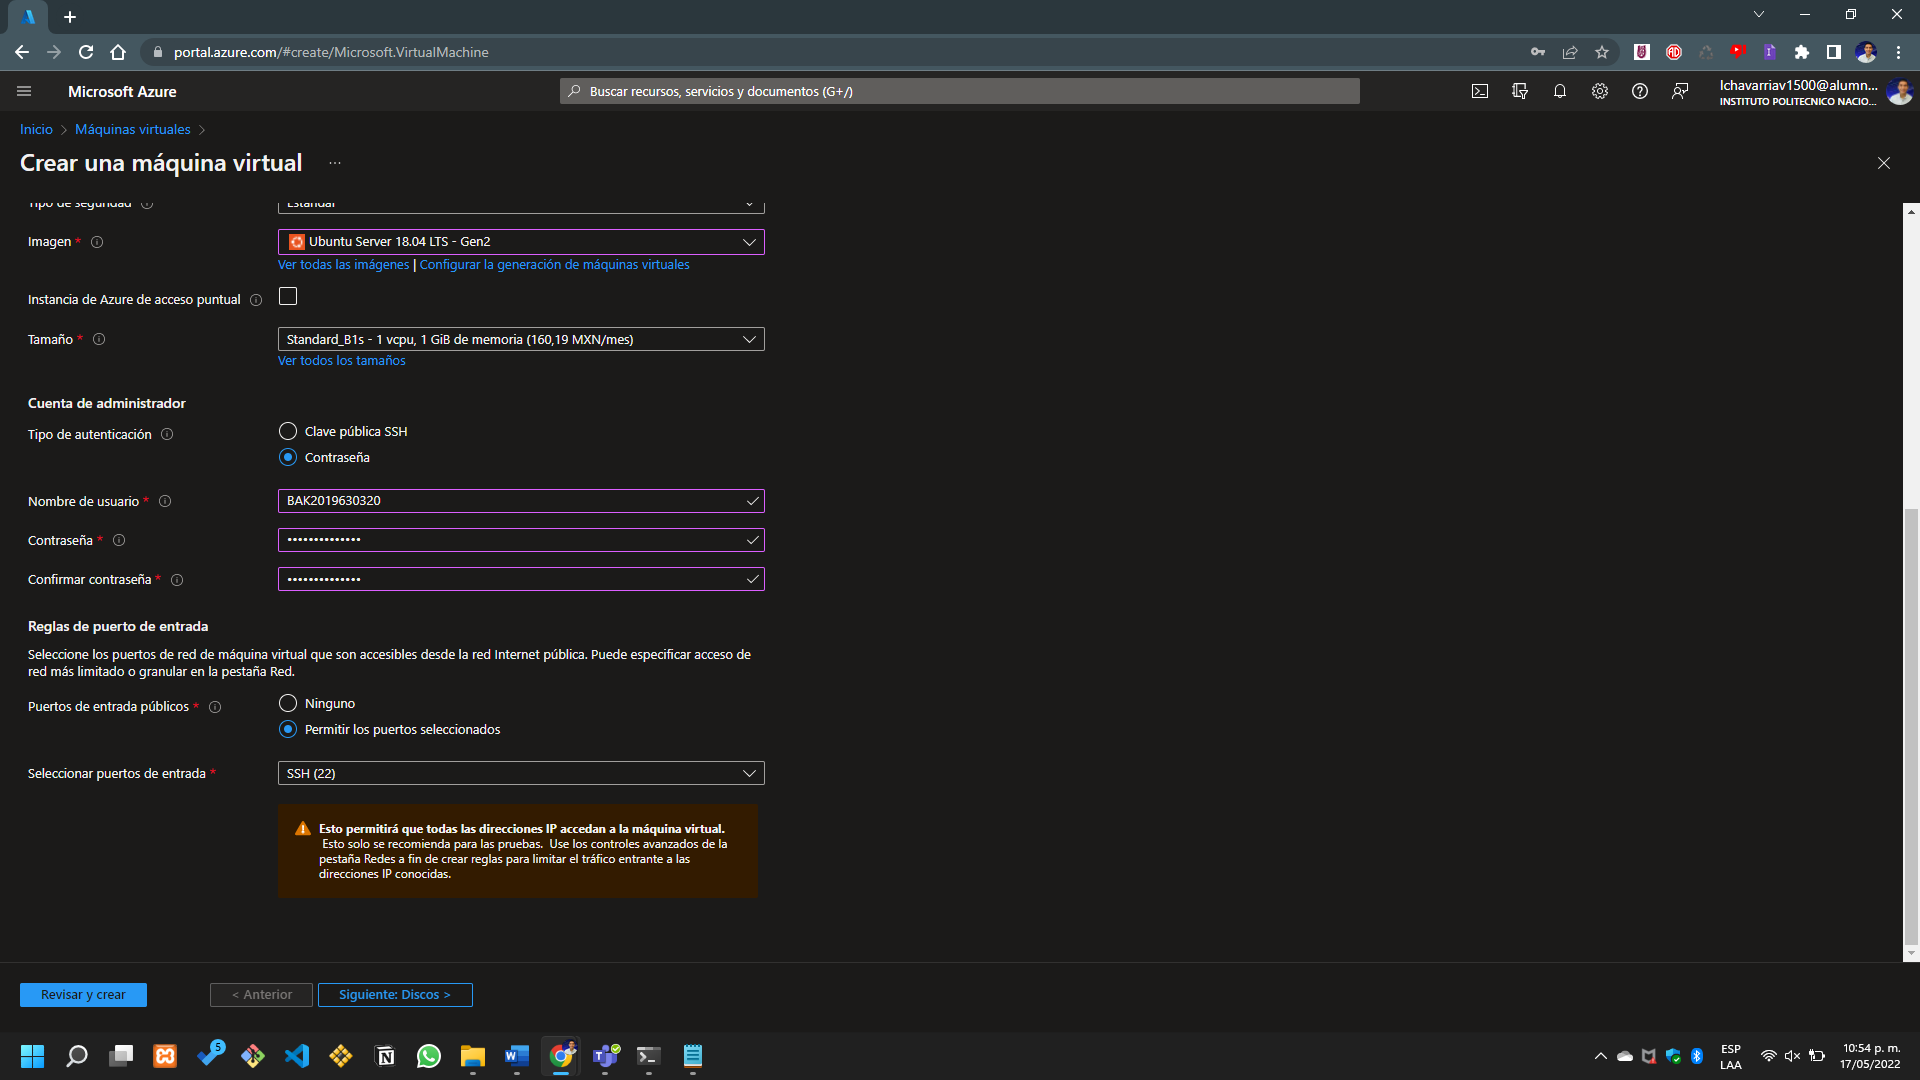 portal.azure.com/#create/Microsoft.VirtualMachine
Microsoft Azure
Buscar recursos, servicios y documentos (G+/)
lchavarriav1500@alumn...
INSTITUTO POLITECNICO NACIO...
Inicio > Máquinas virtuales >
Crear una máquina virtual ...
Tipo de seguridad Estándar
Imagen * Ubuntu Server 18.04 LTS - Gen2
Ver todas las imágenes | Configurar la generación de máquinas virtuales
Instancia de Azure de acceso puntual
Tamaño * Standard_B1s - 1 vcpu, 1 GiB de memoria (160,19 MXN/mes)
Ver todos los tamaños
Cuenta de administrador
Tipo de autenticación Clave pública SSH
Contraseña
Nombre de usuario * BAK2019630320
Contraseña * ••••••••••••••
Confirmar contraseña * ••••••••••••••
Reglas de puerto de entrada
Seleccione los puertos de red de máquina virtual que son accesibles desde la red Internet pública. Puede especificar acceso de
red más limitado o granular en la pestaña Red.
Puertos de entrada públicos * Ninguno
Permitir los puertos seleccionados
Seleccionar puertos de entrada * SSH (22)
Esto permitirá que todas las direcciones IP accedan a la máquina virtual.
Esto solo se recomienda para las pruebas. Use los controles avanzados de la
pestaña Redes a fin de crear reglas para limitar el tráfico entrante a las
direcciones IP conocidas.
Revisar y crear
< Anterior
Siguiente: Discos >
5
ESP
LAA
10:54 p. m.
17/05/2022